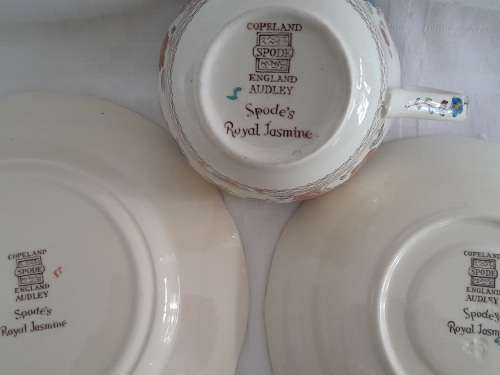 COPELAND
SPODE
ENGLAND
AUDLEY
Spode's
Royal Jasmine
COPELAND
SPODE
ENGLAND
AUDLEY
Spode's
Royal Jasmine
COPELAND
SPODE
ENGLAND
AUDLEY
Spode's
Royal Jasmine